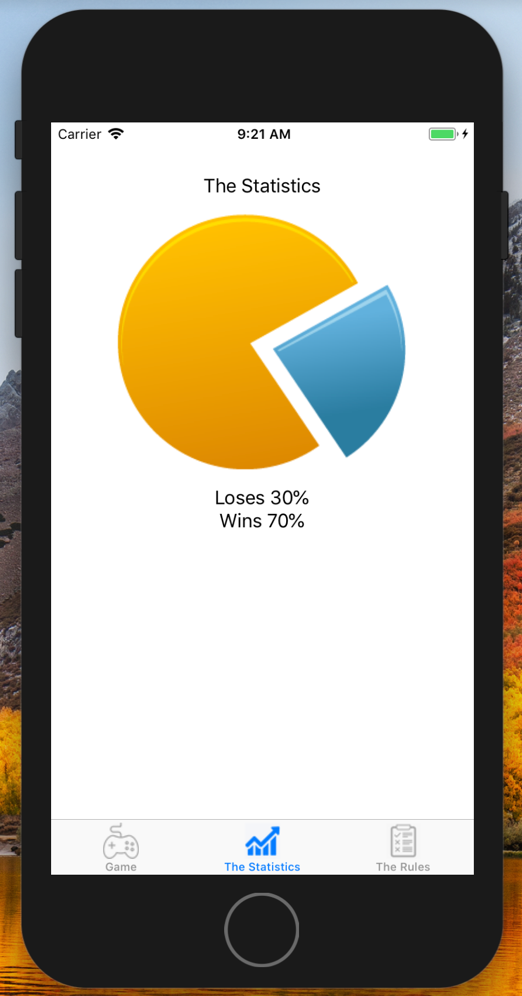 Carrier 9:21 AM
The Statistics
Loses 30%
Wins 70%
Game The Statistics The Rules